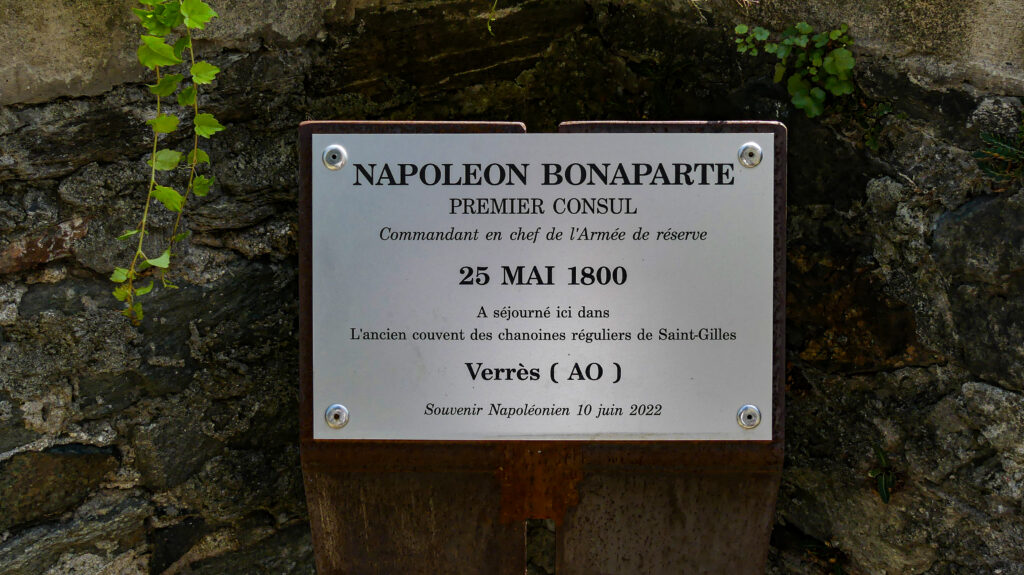 NAPOLEON BONAPARTE
PREMIER CONSUL
Commandant en chef de l'Armée de réserve
25 MAI 1800
A séjourné ici dans
L'ancien couvent des chanoines réguliers de Saint-Gilles
Verrès ( AO )
Souvenir Napoléonien 10 juin 2022